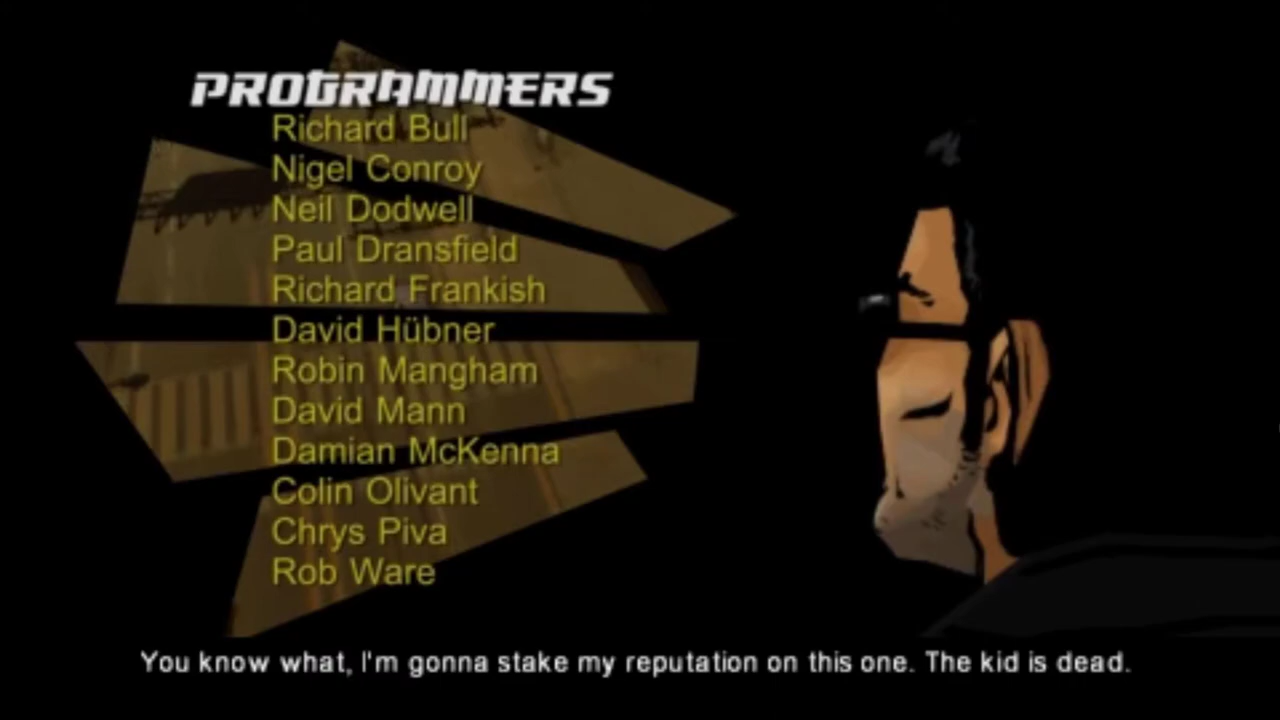 PROGRAMMERS
Richard Bull
Nigel Conroy
Neil Dodwell
Paul Dransfield
Richard Frankish
David Hübner
Robin Mangham
David Mann
Damian McKenna
Colin Olivant
Chrys Piva
Rob Ware
You know what, I'm gonna stake my reputation on this one. The kid is dead.